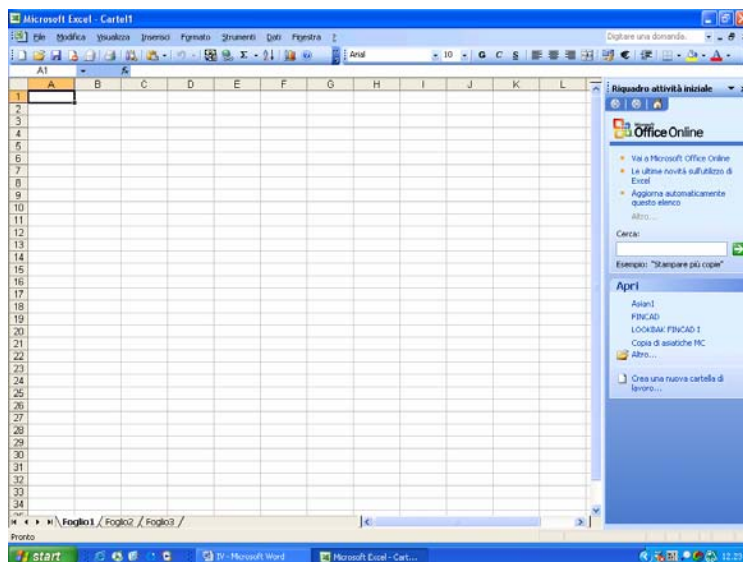 Microsoft Excel - Cartel1
File Modifica Visualizza Inserisci Formato Strumenti Dati Finestra ?
Digitare una domanda.
Arial 10 G C S
A1 fx
A B C D E F G H I J K L
1
2
3
4
5
6
7
8
9
10
11
12
13
14
15
16
17
18
19
20
21
22
23
24
25
26
27
28
29
30
31
32
33
34
Riquadro attività iniziale
Microsoft
Office Online
Vai a Microsoft Office Online
Le ultime novità sull'utilizzo di
Excel
Aggiorna automaticamente
questo elenco
Altro...
Cerca:
Esempio: "Stampare più copie"
Apri
Asian1
FINCAD
LOOKBAK FINCAD I
Copia di asiatiche MC
Altro...
Crea una nuova cartella di
lavoro...
Foglio1 / Foglio2 / Foglio3 /
Pronto
start IV - Microsoft Word Microsoft Excel - Cart... 12.23